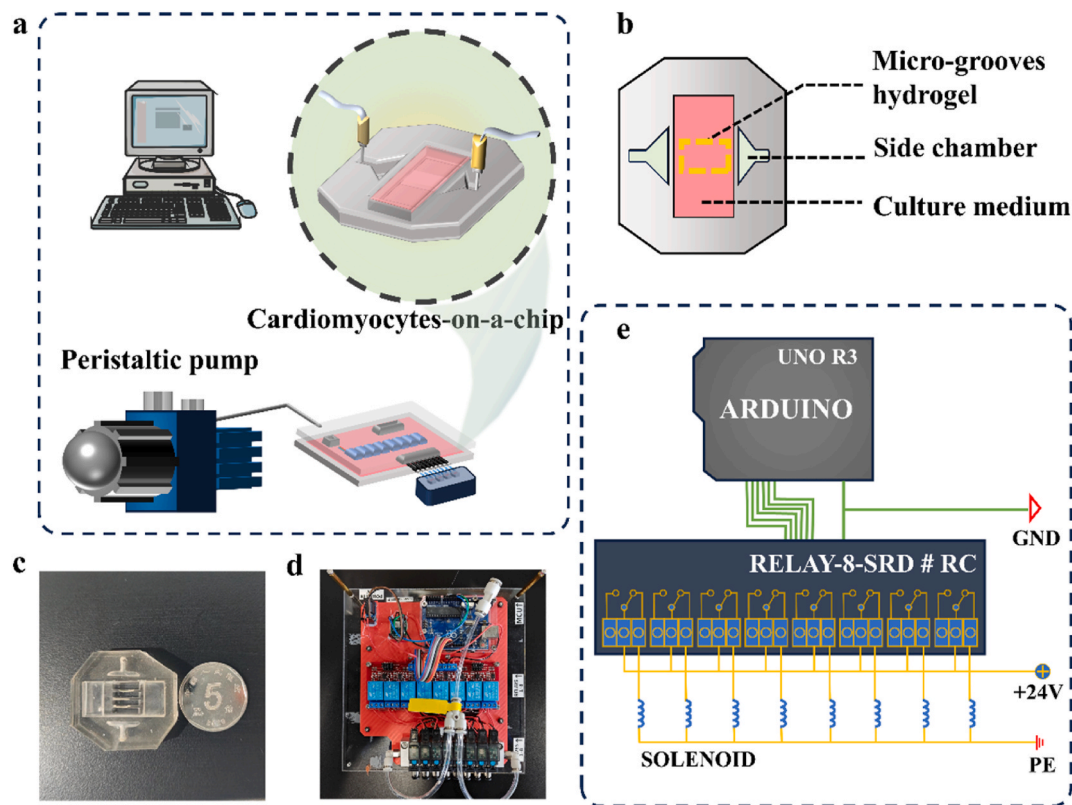 a
Cardiomyocytes-on-a-chip
Peristaltic pump
b
Micro-grooves
hydrogel
Side chamber
Culture medium
c
5
d
MCU
e
UNO R3
ARDUINO
GND
RELAY-8-SRD # RC
+24V
SOLENOID
PE